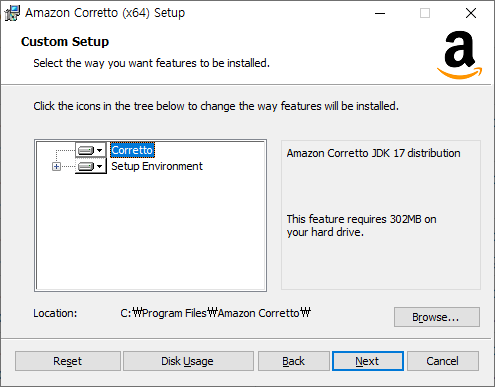 Amazon Corretto (x64) Setup
Custom Setup
Select the way you want features to be installed.
a
Click the icons in the tree below to change the way features will be installed.
Corretto
Setup Environment
Amazon Corretto JDK 17 distribution
This feature requires 302MB on
your hard drive.
Location: C:₩Program Files₩Amazon Corretto₩
Browse...
Reset Disk Usage Back Next Cancel